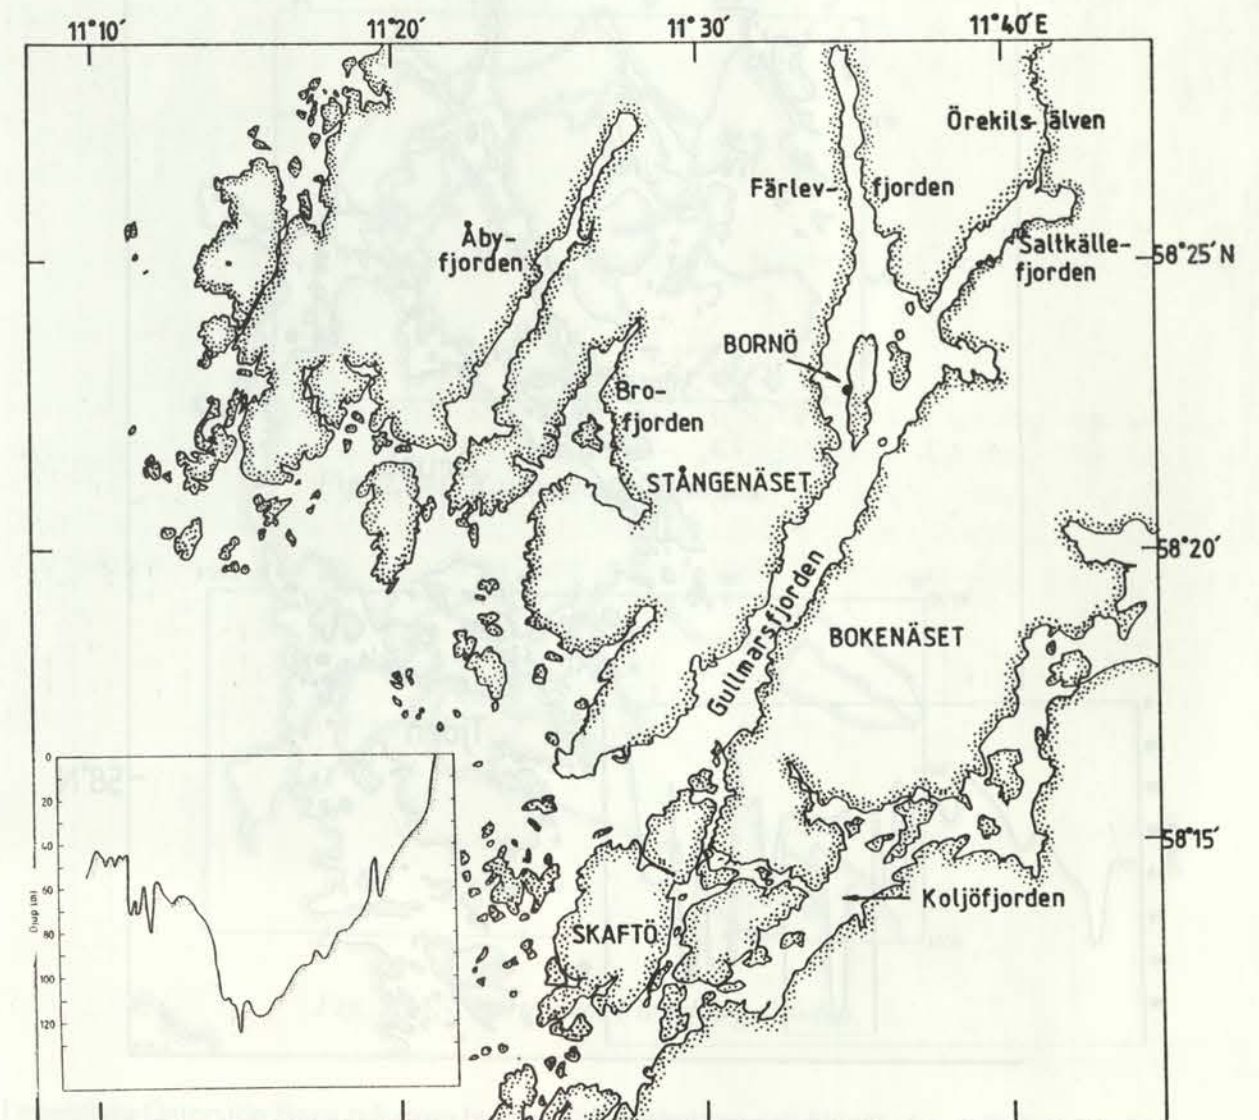 11°10′ 11°20′ 11°30′ 11°40′E
Örekils-älven
Färlev- fjorden
Åby-
fjorden
Saltkälle-
fjorden
58°25′N
BORNÖ
Bro-
fjorden
STÅNGENÄSET
58°20′
Gullmarsfjorden
BOKENÄSET
58°15′
Koljöfjorden
SKAFTÖ
0
20
40
60
80
100
120
Djup (m)